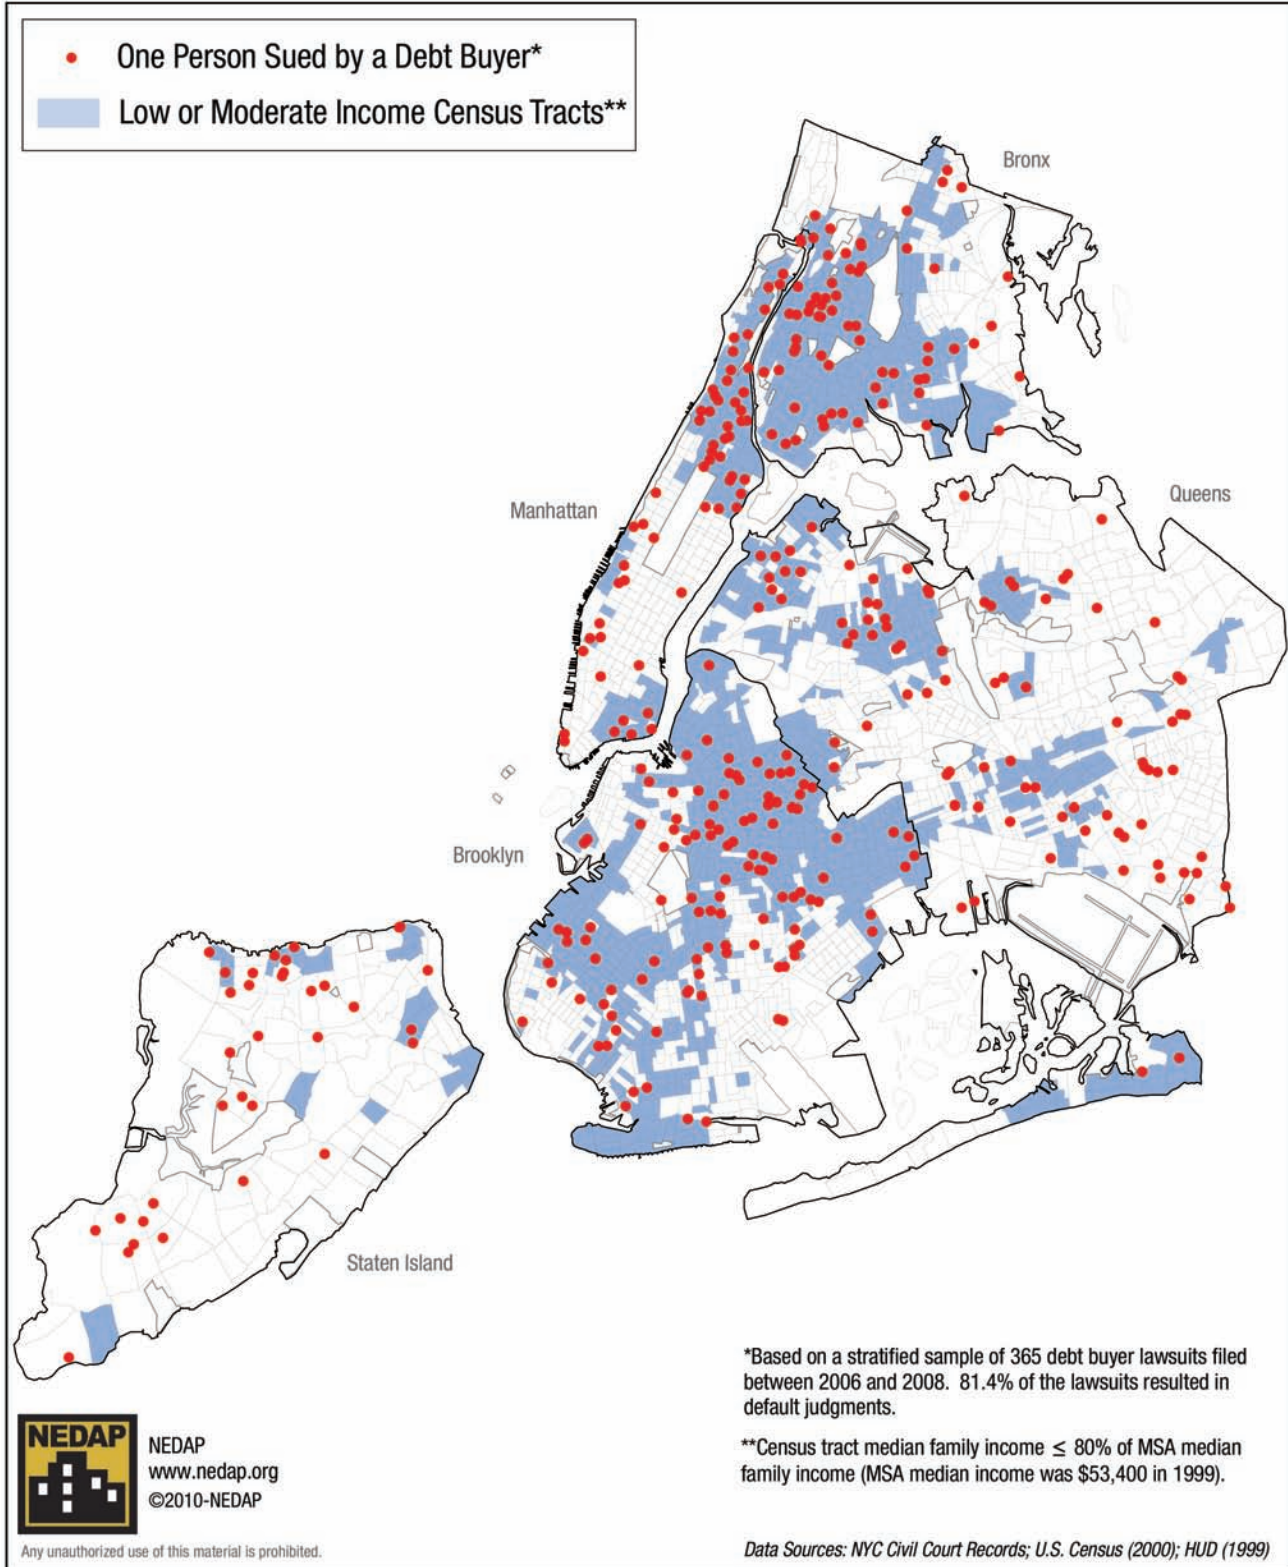 One Person Sued by a Debt Buyer*
Low or Moderate Income Census Tracts**
Bronx
Manhattan
Queens
Brooklyn
Staten Island
*Based on a stratified sample of 365 debt buyer lawsuits filed
between 2006 and 2008. 81.4% of the lawsuits resulted in
default judgments.
**Census tract median family income ≤ 80% of MSA median
family income (MSA median income was $53,400 in 1999).
NEDAP
NEDAP
www.nedap.org
©2010-NEDAP
Any unauthorized use of this material is prohibited.
Data Sources: NYC Civil Court Records; U.S. Census (2000); HUD (1999)